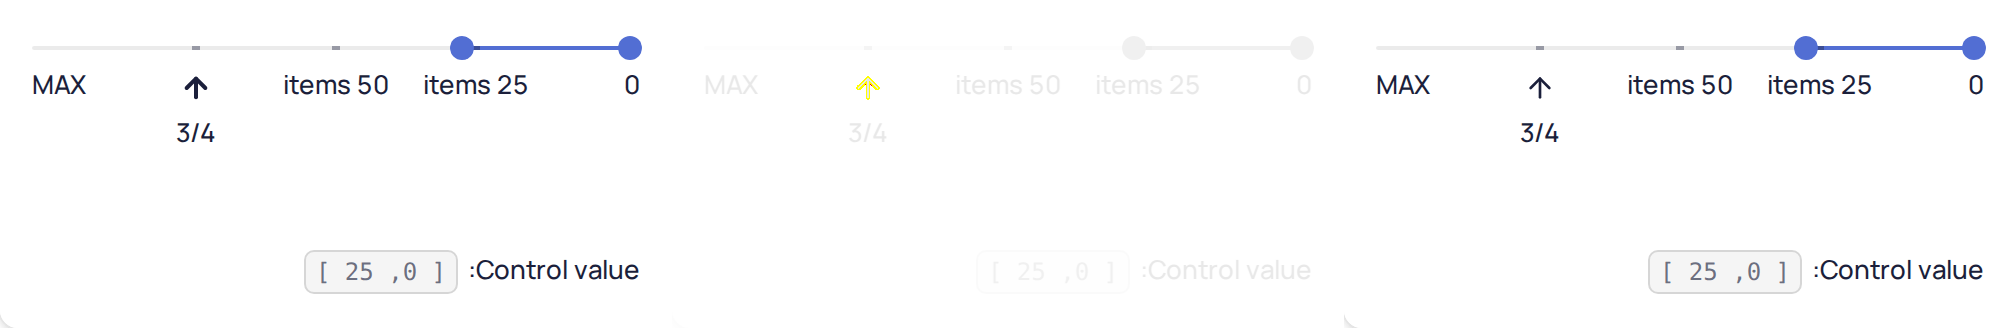 MAX items 50 items 25 0
3/4
[ 25 ,0 ] :Control value
MAX items 50 items 25 0
3/4
[ 25 ,0 ] :Control value
MAX items 50 items 25 0
3/4
[ 25 ,0 ] :Control value